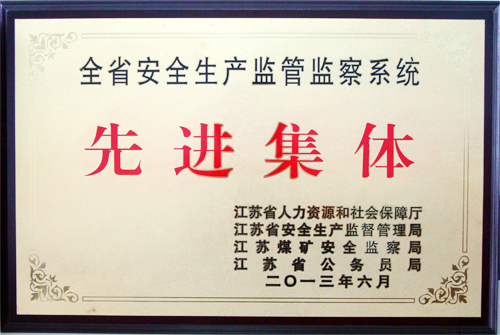 全省安全生产监管监察系统
先进集体
江苏省人力资源和社会保障厅
江苏省安全生产监督管理局
江苏煤矿安全监察局
江苏省公务员局
二〇一三年六月